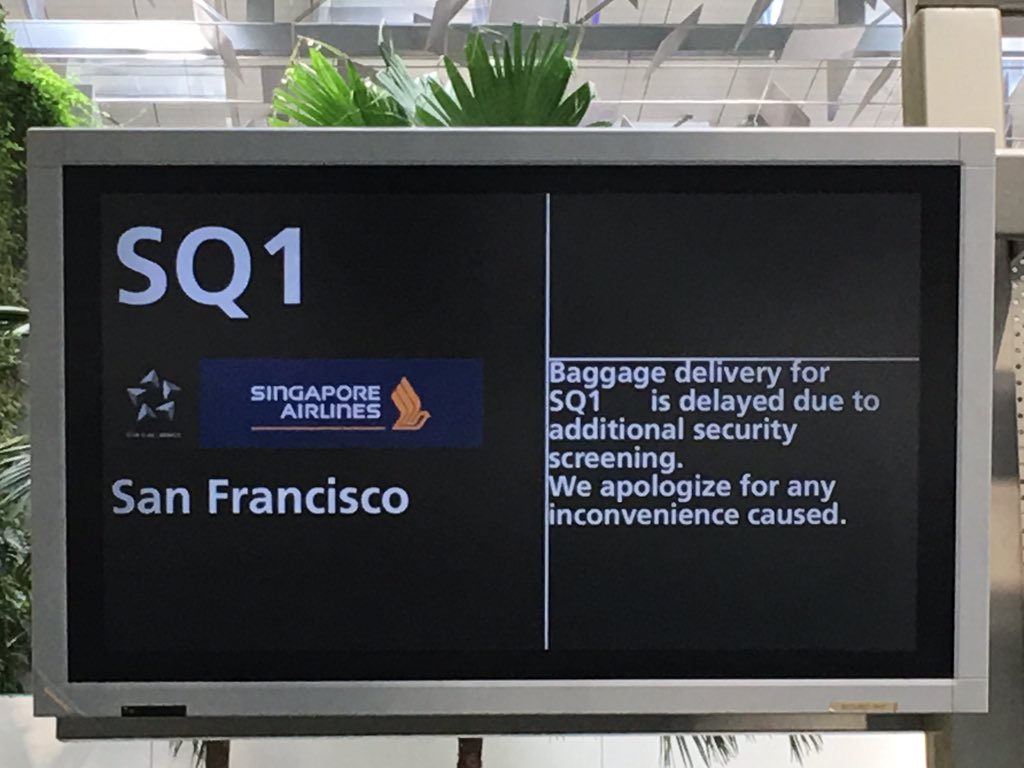 SQ1
SINGAPORE
AIRLINES
San Francisco
Baggage delivery for
SQ1 is delayed due to
additional security
screening.
We apologize for any
inconvenience caused.